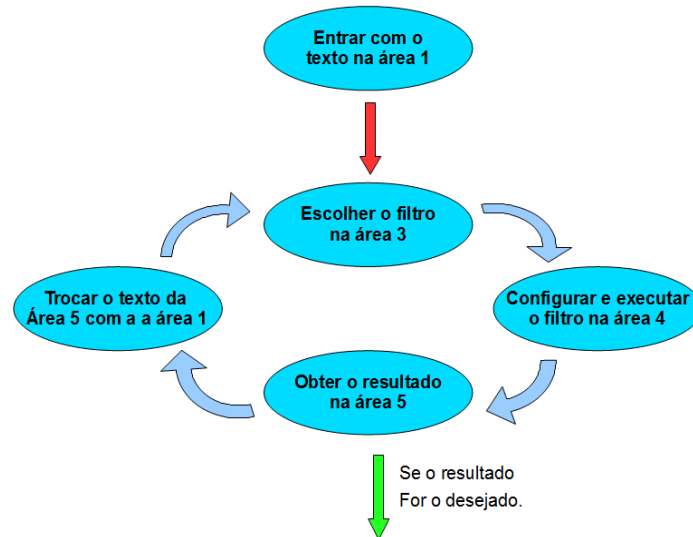 Entrar com o
texto na área 1
Escolher o filtro
na área 3
Trocar o texto da
Área 5 com a a área 1
Configurar e executar
o filtro na área 4
Obter o resultado
na área 5
Se o resultado
For o desejado.